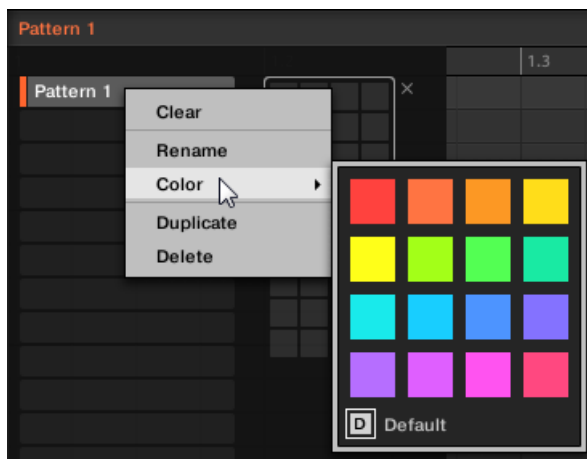 Pattern 1
1.3
Pattern 1
Clear
Rename
Color
Duplicate
Delete
D Default